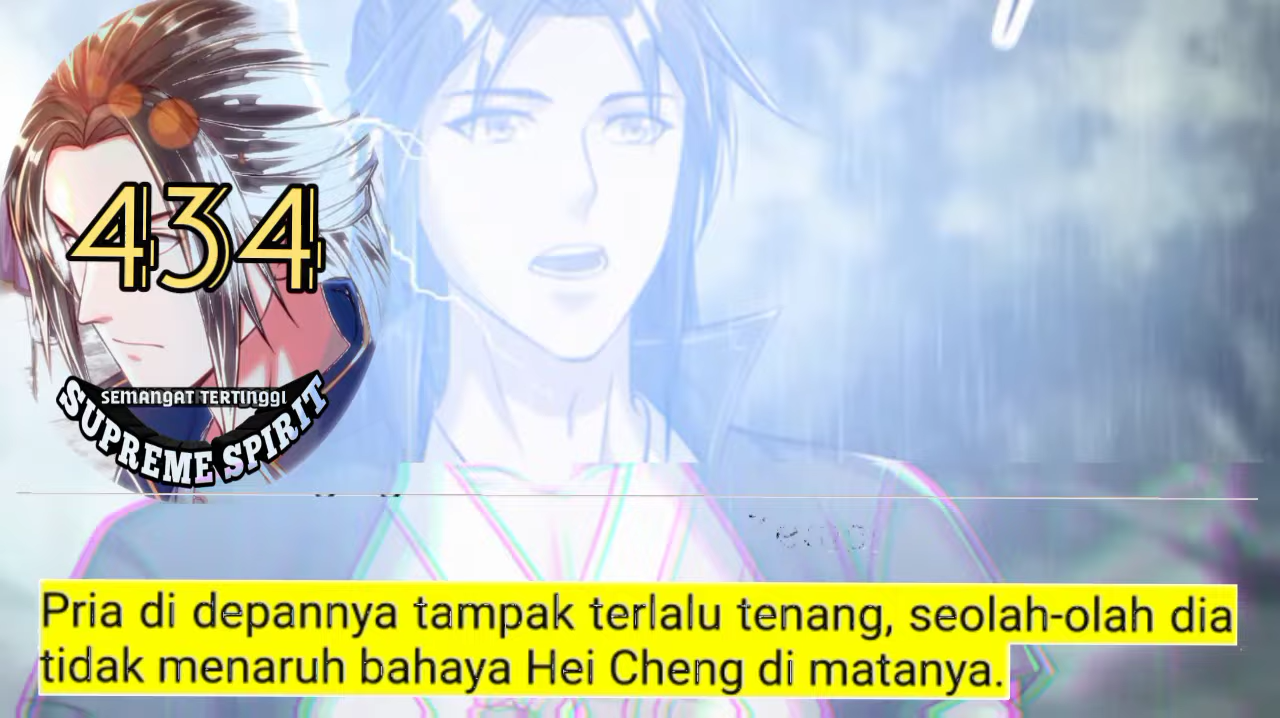 434
SEMANGAT TERTINGGI
SUPREME SPIRIT
Pria di depannya tampak terlalu tenang, seolah-olah dia
tidak menaruh bahaya Hei Cheng di matanya.